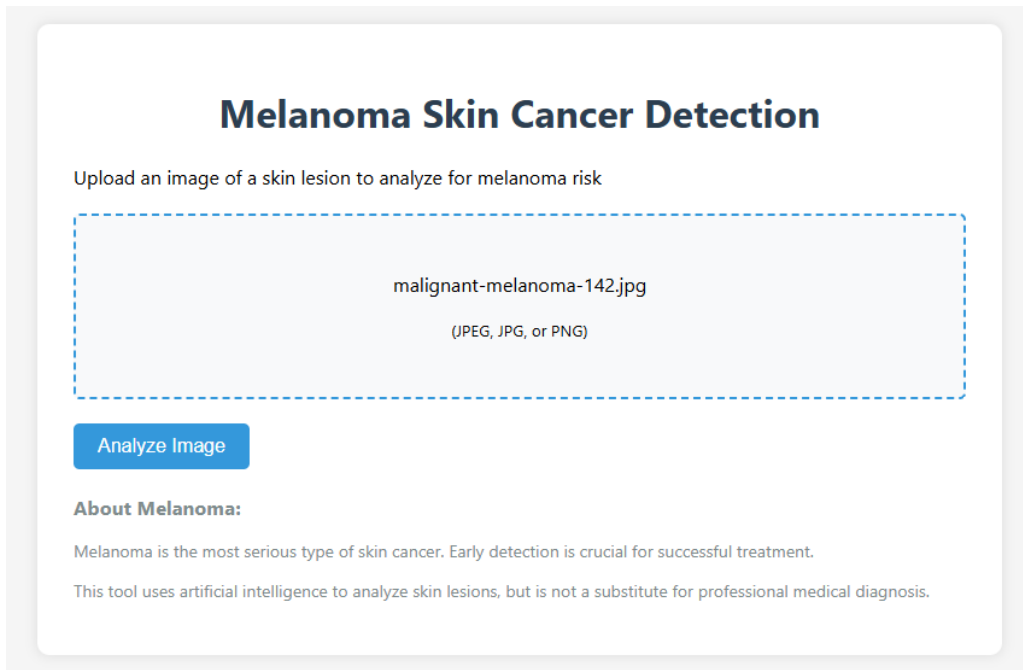 Melanoma Skin Cancer Detection
Upload an image of a skin lesion to analyze for melanoma risk
malignant-melanoma-142.jpg
(JPEG, JPG, or PNG)
Analyze Image
About Melanoma:
Melanoma is the most serious type of skin cancer. Early detection is crucial for successful treatment.
This tool uses artificial intelligence to analyze skin lesions, but is not a substitute for professional medical diagnosis.